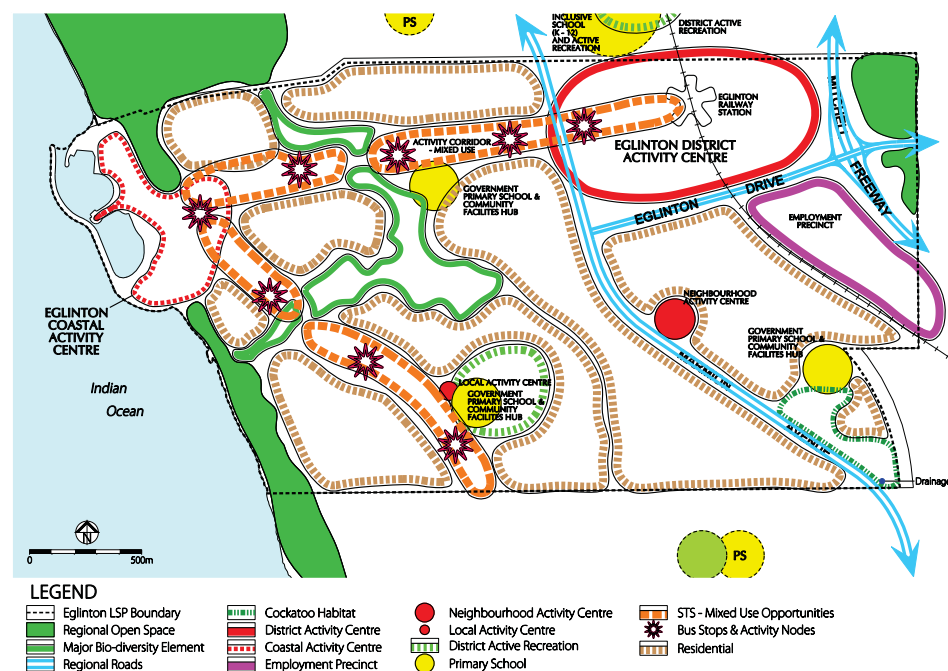 PS
INCLUSIVE
SCHOOL
(K - 12)
AND ACTIVE
RECREATION
DISTRICT ACTIVE
RECREATION
MITCHELL
FREEWAY
EGLINTON
RAILWAY
STATION
ACTIVITY CORRIDOR
- MIXED USE
EGLINTON DISTRICT
ACTIVITY CENTRE
GOVERNMENT
PRIMARY SCHOOL &
COMMUNITY
FACILITES HUB
EGLINTON DRIVE
EMPLOYMENT
PRECINCT
NEIGHBOURHOOD
ACTIVITY CENTRE
EGLINTON
COASTAL
ACTIVITY
CENTRE
GOVERNMENT
PRIMARY SCHOOL &
COMMUNITY
FACILITES HUB
MARMION
AVENUE
Indian
Ocean
LOCAL ACTIVITY CENTRE
GOVERNMENT
PRIMARY SCHOOL &
COMMUNITY
FACILITES HUB
Drainage
N
0 500m
PS
LEGEND
Eglinton LSP Boundary
Regional Open Space
Major Bio-diversity Element
Regional Roads
Cockatoo Habitat
District Activity Centre
Coastal Activity Centre
Employment Precinct
Neighbourhood Activity Centre
Local Activity Centre
District Active Recreation
Primary School
STS - Mixed Use Opportunities
Bus Stops & Activity Nodes
Residential